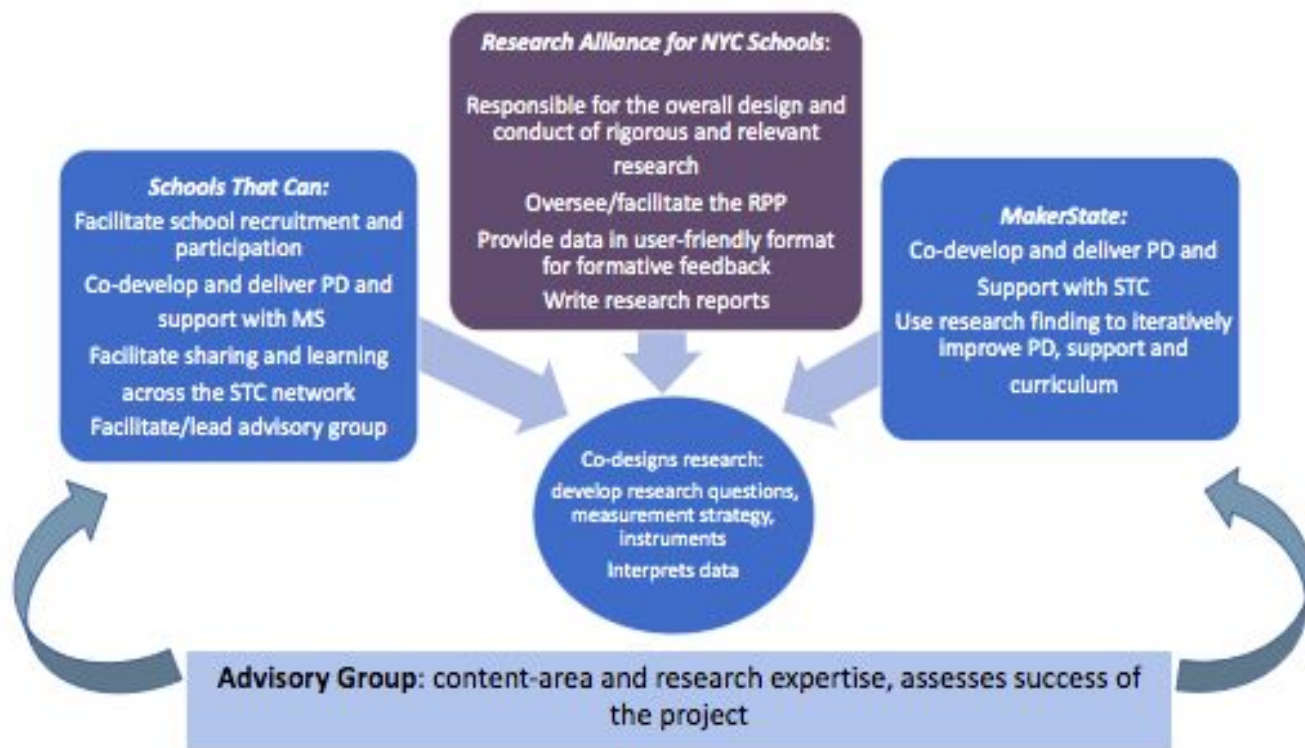 Research Alliance for NYC Schools:
Responsible for the overall design and
conduct of rigorous and relevant
research
Oversee/facilitate the RPP
Provide data in user-friendly format
for formative feedback
Write research reports
Schools That Can:
Facilitate school recruitment and
participation
Co-develop and deliver PD and
support with MS
Facilitate sharing and learning
across the STC network
Facilitate/lead advisory group
MakerState:
Co-develop and deliver PD and
Support with STC
Use research finding to iteratively
improve PD, support and
curriculum
Co-designs research:
develop research questions,
measurement strategy,
instruments
Interprets data
Advisory Group: content-area and research expertise, assesses success of
the project